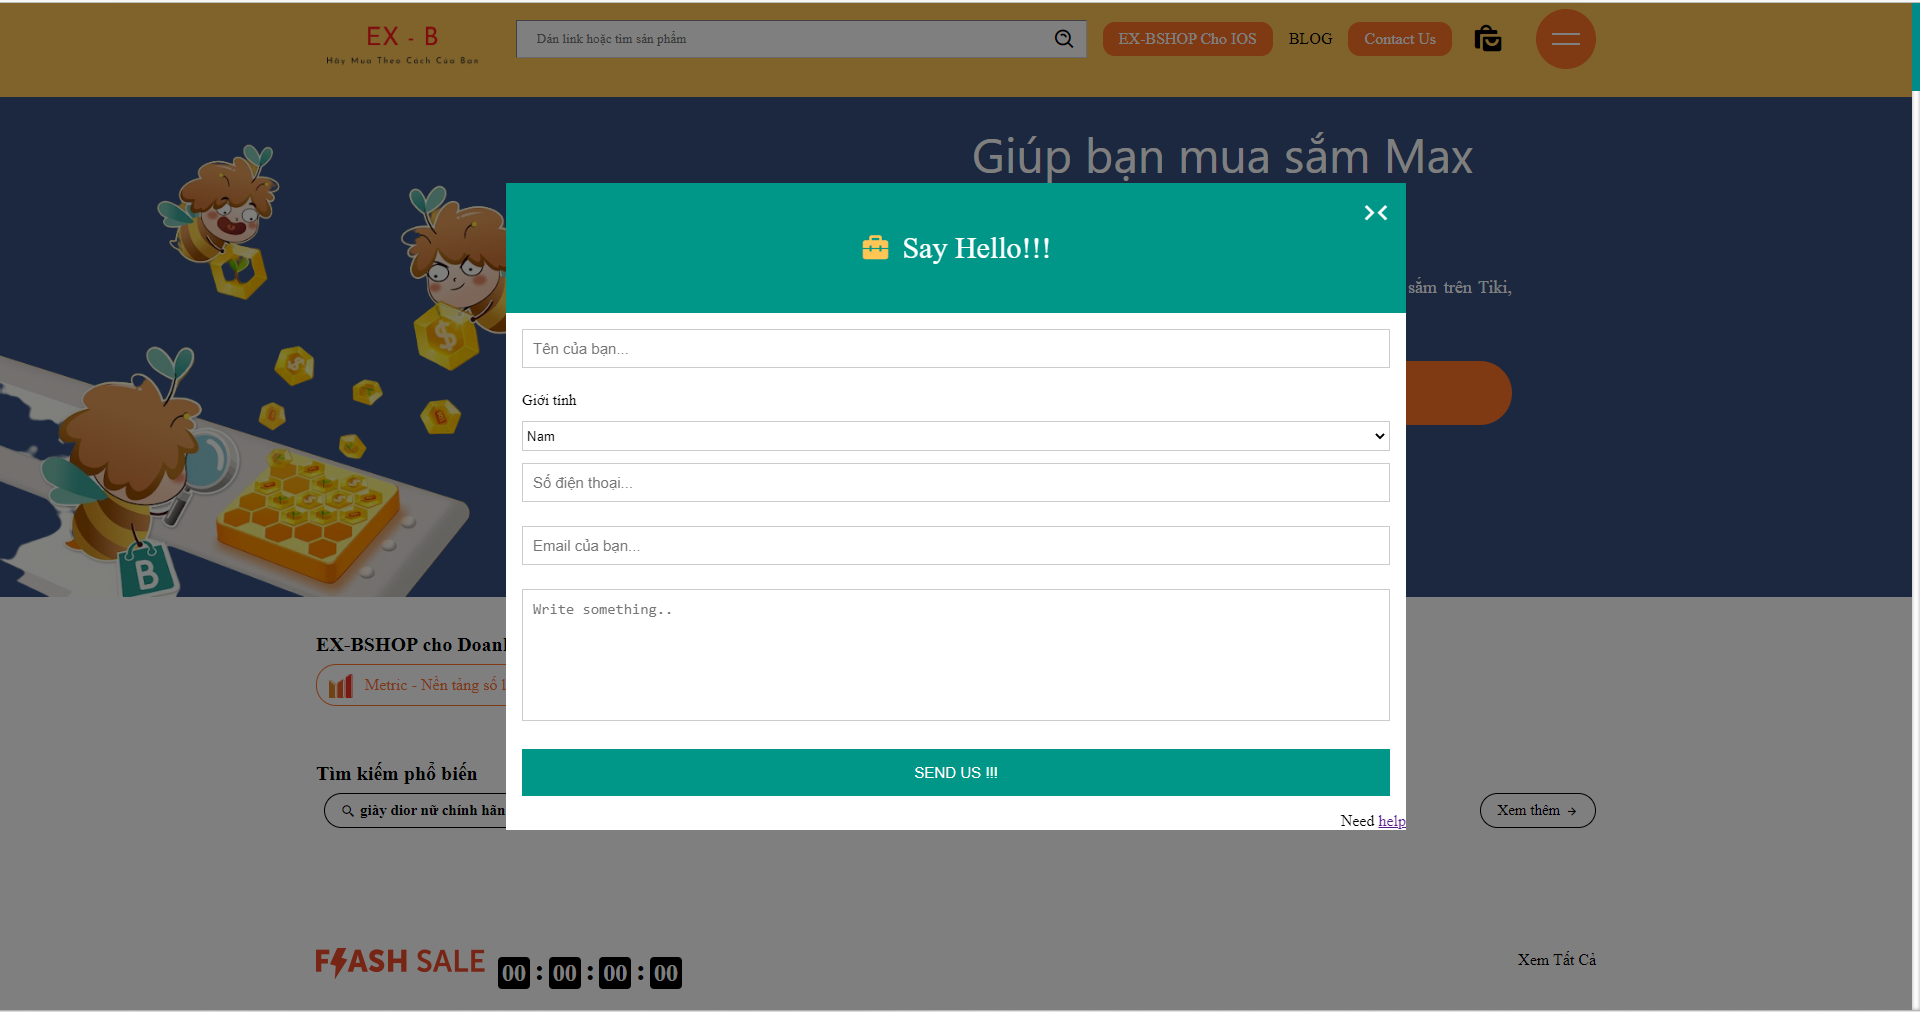 EX - B
Hãy Mua Theo Cách Của Bạn
Dán link hoặc tìm sản phẩm
EX-BSHOP Cho IOS
BLOG
Contact Us
Giúp bạn mua sắm Max
Say Hello!!!
sắm trên Tiki,
Tên của bạn...
Giới tính
Nam
Số điện thoại...
Email của bạn...
Write something..
B
EX-BSHOP cho Doanh
Metric - Nền tảng số l
SEND US !!!
Tìm kiếm phổ biến
giày dior nữ chính hãn
Xem thêm
Need help
FLASH SALE
00 : 00 : 00 : 00
Xem Tất Cả